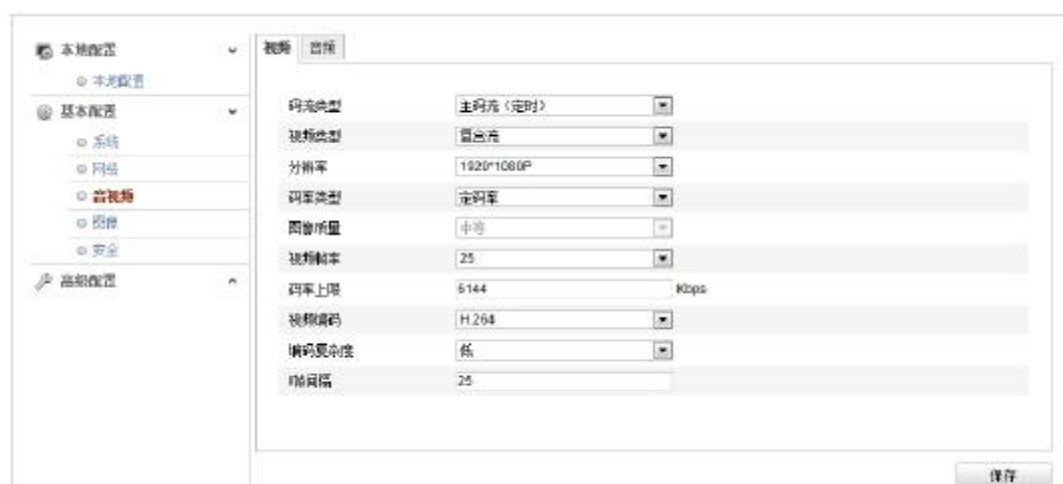 本地配置
本地配置
基本配置
系统
网络
音视频
图像
安全
高级配置
视频 音频
码流类型 主码流（定时）
视频类型 复合流
分辨率 1920*1080P
码率类型 定码率
图像质量 中等
视频帧率 25
码率上限 6144 Kbps
视频编码 H.264
编码复杂度 低
I帧间隔 25
保存